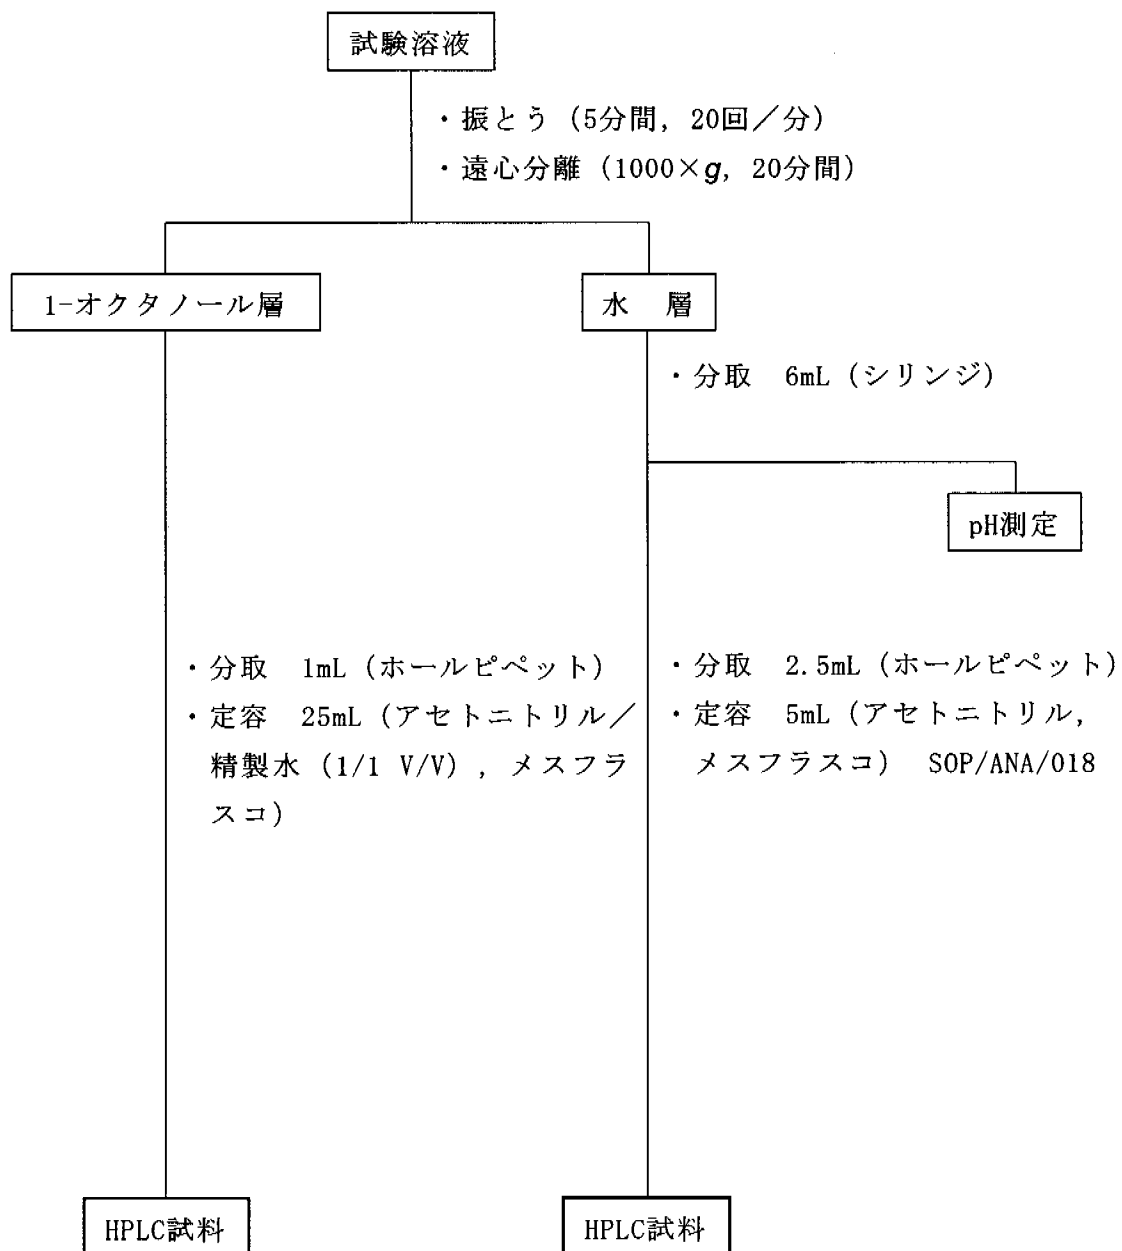 試験溶液
・振とう（5分間，20回／分）
・遠心分離（1000×g，20分間）
1-オクタノール層
水　層
・分取　6mL（シリンジ）
pH測定
・分取　1mL（ホールピペット）
・定容　25mL（アセトニトリル／
精製水（1/1 V/V），メスフラ
スコ）
・分取　2.5mL（ホールピペット）
・定容　5mL（アセトニトリル，
メスフラスコ）　SOP/ANA/018
HPLC試料
HPLC試料